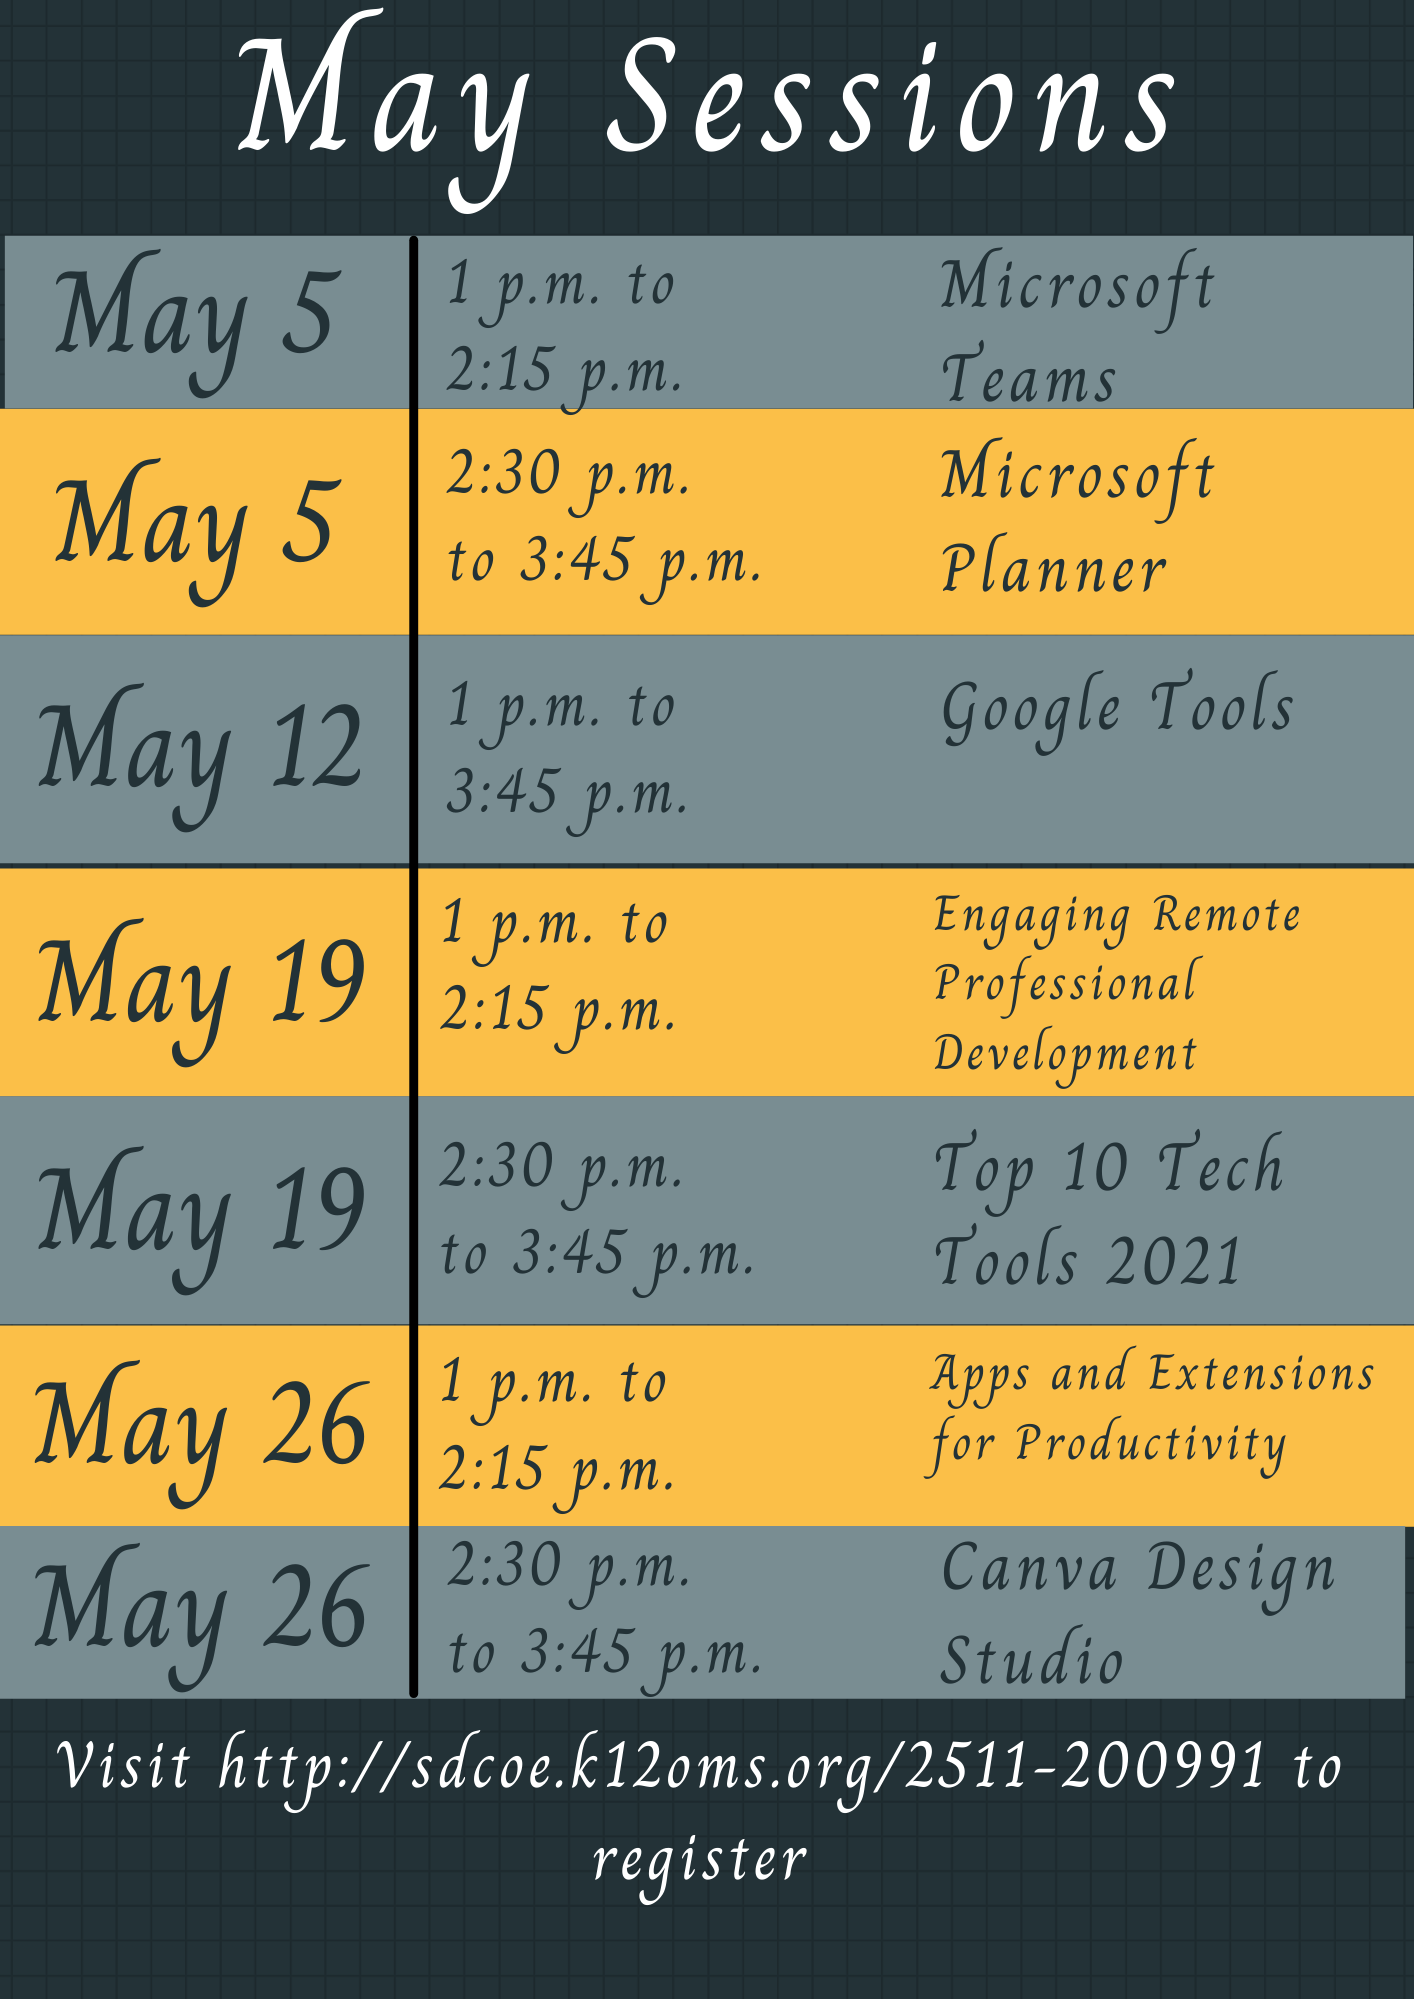 May Sessions
May 5
1 p.m. to
2:15 p.m.
Microsoft
Teams
May 5
2:30 p.m.
to 3:45 p.m.
Microsoft
Planner
May 12
1 p.m. to
3:45 p.m.
Google Tools
May 19
1 p.m. to
2:15 p.m.
Engaging Remote
Professional
Development
May 19
2:30 p.m.
to 3:45 p.m.
Top 10 Tech
Tools 2021
May 26
1 p.m. to
2:15 p.m.
Apps and Extensions
for Productivity
May 26
2:30 p.m.
to 3:45 p.m.
Canva Design
Studio
Visit http://sdcoe.k12oms.org/2511-200991 to
register